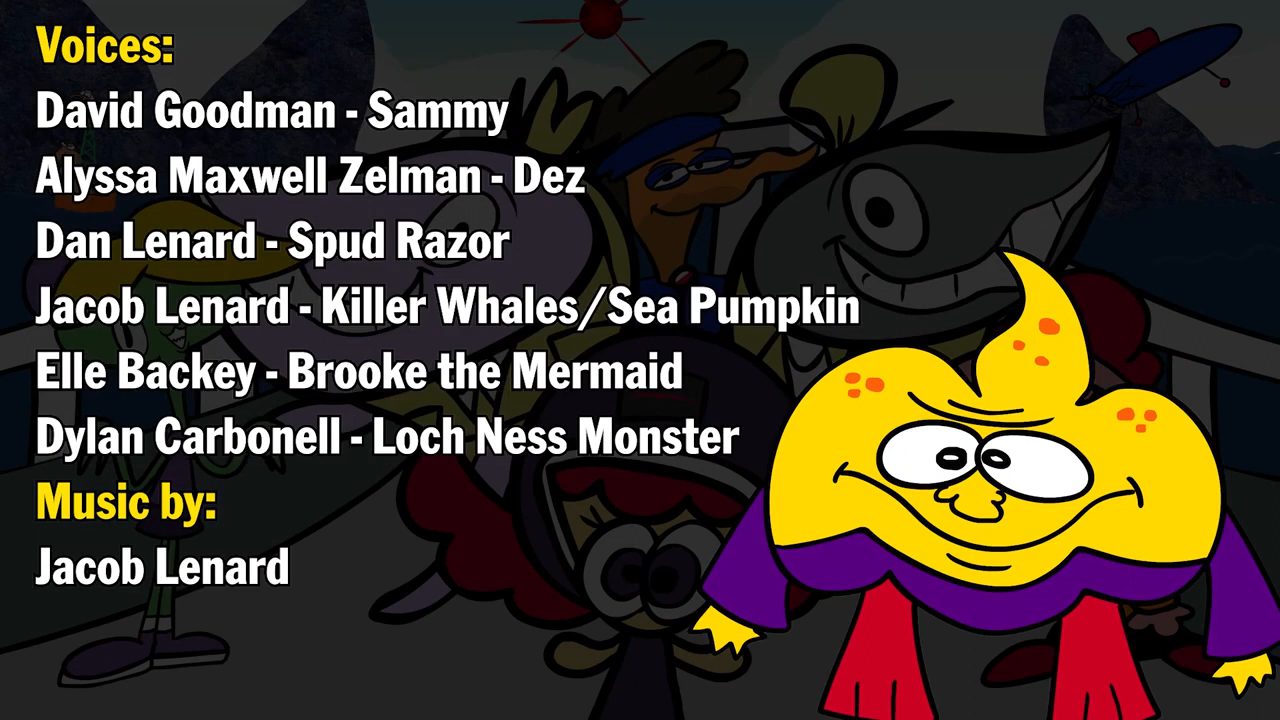 Voices:
David Goodman - Sammy
Alyssa Maxwell Zelman - Dez
Dan Lenard - Spud Razor
Jacob Lenard - Killer Whales/Sea Pumpkin
Elle Backey - Brooke the Mermaid
Dylan Carbonell - Loch Ness Monster
Music by:
Jacob Lenard